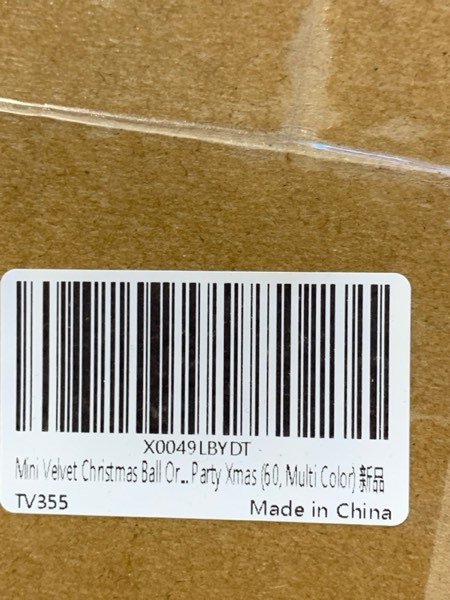 X0049LBYDT
Mini Velvet Christmas Ball Or... Party Xmas (60, Multi Color) 新品
TV355
Made in China